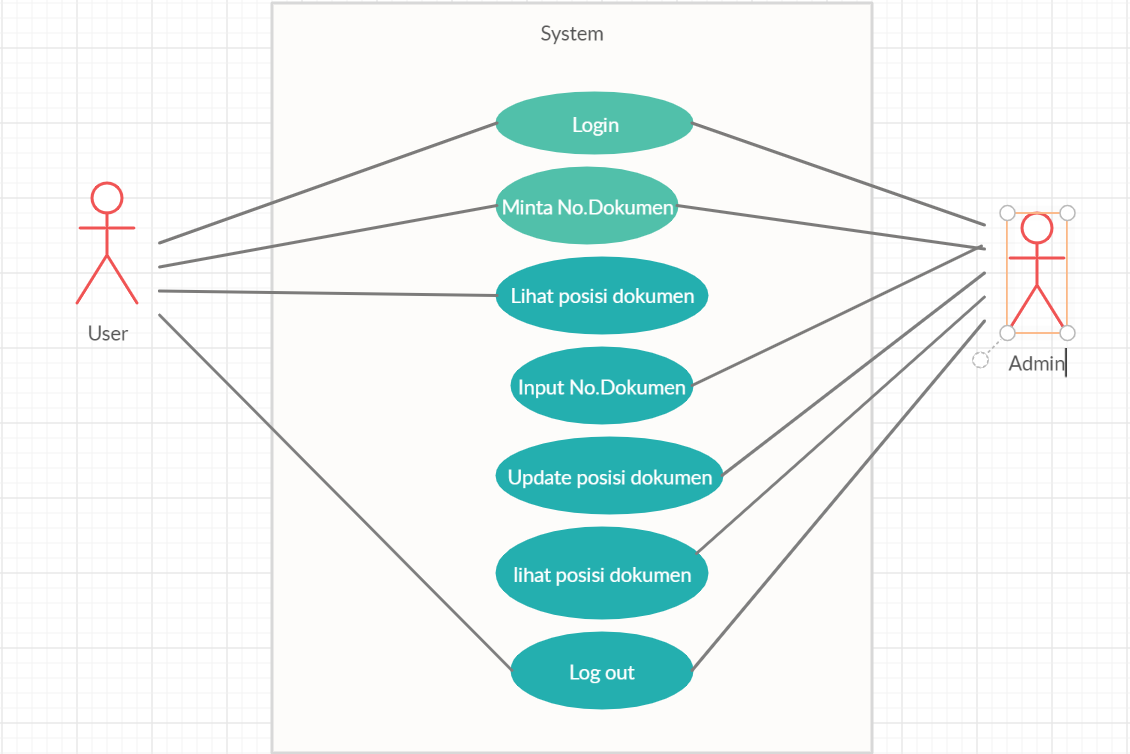 System
Login
Minta No.Dokumen
Lihat posisi dokumen
Input No.Dokumen
Update posisi dokumen
lihat posisi dokumen
Log out
User
Admin